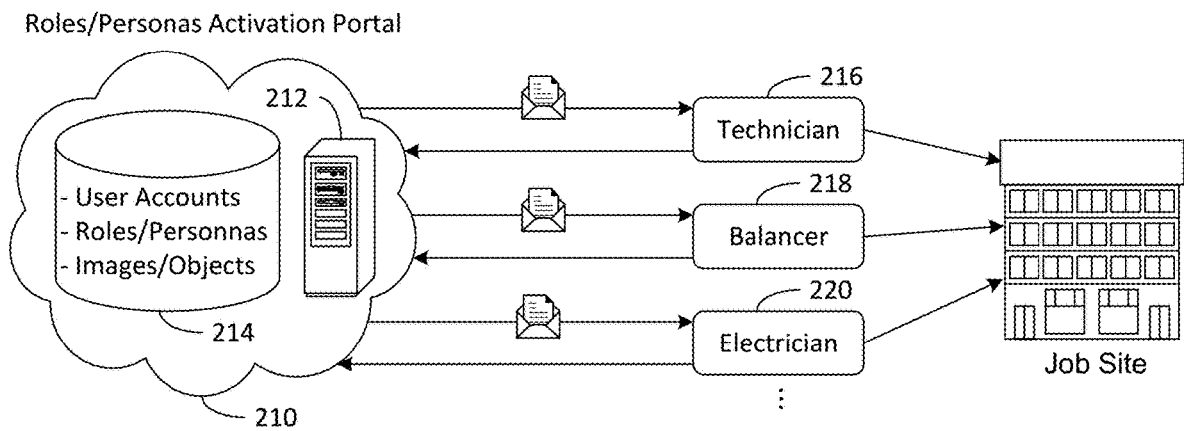 Roles/Personas Activation Portal
212
216
Technician
- User Accounts
- Roles/Personnas
- Images/Objects
218
Balancer
214
220
Electrician
210
Job Site